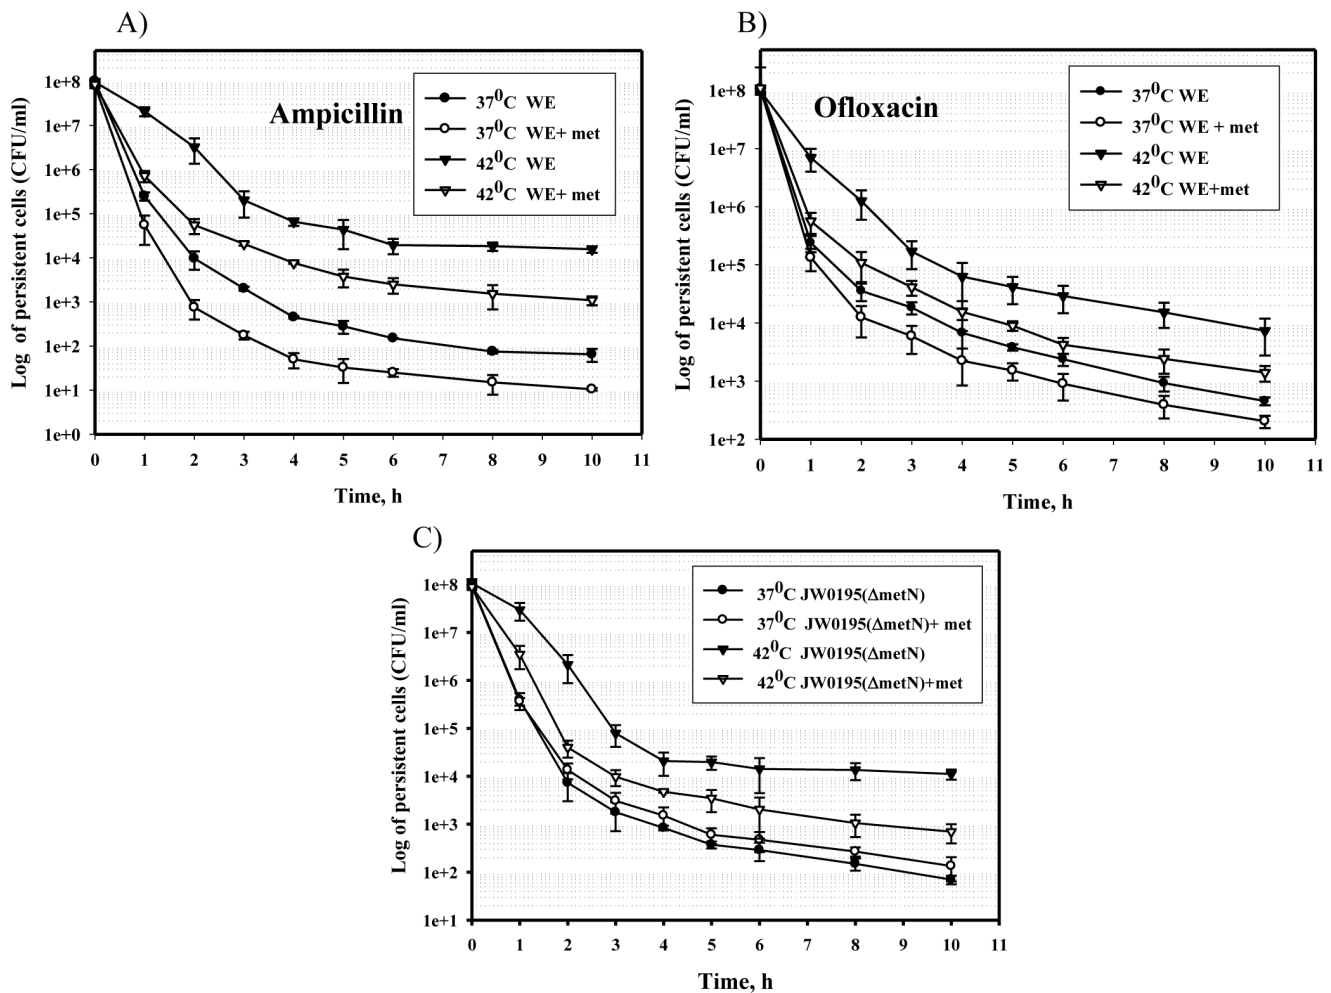 A)
Ampicillin
37⁰C WE
37⁰C WE+ met
42⁰C WE
42⁰C WE+ met
Log of persistent cells (CFU/ml)
1e+8
1e+7
1e+6
1e+5
1e+4
1e+3
1e+2
1e+1
1e+0
0 1 2 3 4 5 6 8 10 11
Time, h
B)
Ofloxacin
37⁰C WE
37⁰C WE + met
42⁰C WE
42⁰C WE+met
Log of persistent cells (CFU/ml)
1e+8
1e+7
1e+6
1e+5
1e+4
1e+3
1e+2
0 1 2 3 4 5 6 8 10 11
Time, h
C)
37⁰C JW0195(ΔmetN)
37⁰C JW0195(ΔmetN)+ met
42⁰C JW0195(ΔmetN)
42⁰C JW0195(ΔmetN)+met
Log of persistent cells (CFU/ml)
1e+8
1e+7
1e+6
1e+5
1e+4
1e+3
1e+2
1e+1
0 1 2 3 4 5 6 8 10 11
Time, h